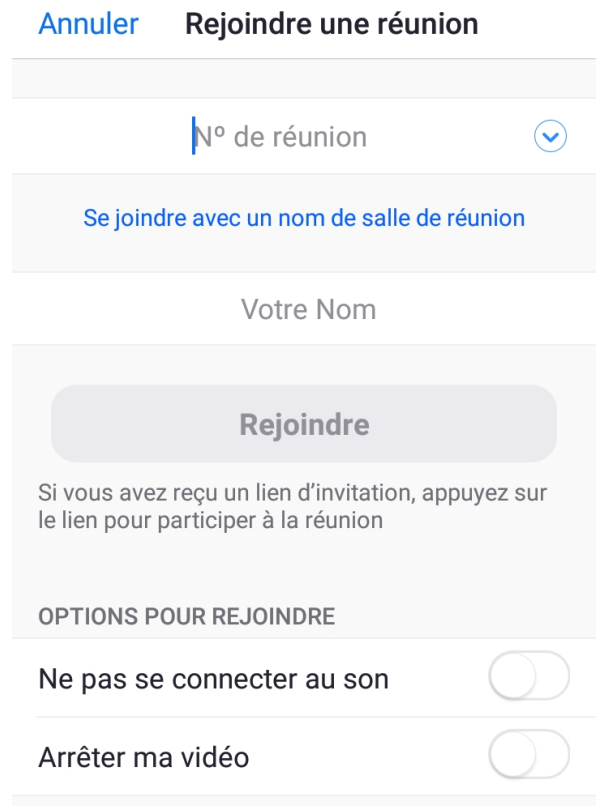 Annuler Rejoindre une réunion
Nº de réunion
Se joindre avec un nom de salle de réunion
Votre Nom
Rejoindre
Si vous avez reçu un lien d’invitation, appuyez sur
le lien pour participer à la réunion
OPTIONS POUR REJOINDRE
Ne pas se connecter au son
Arrêter ma vidéo